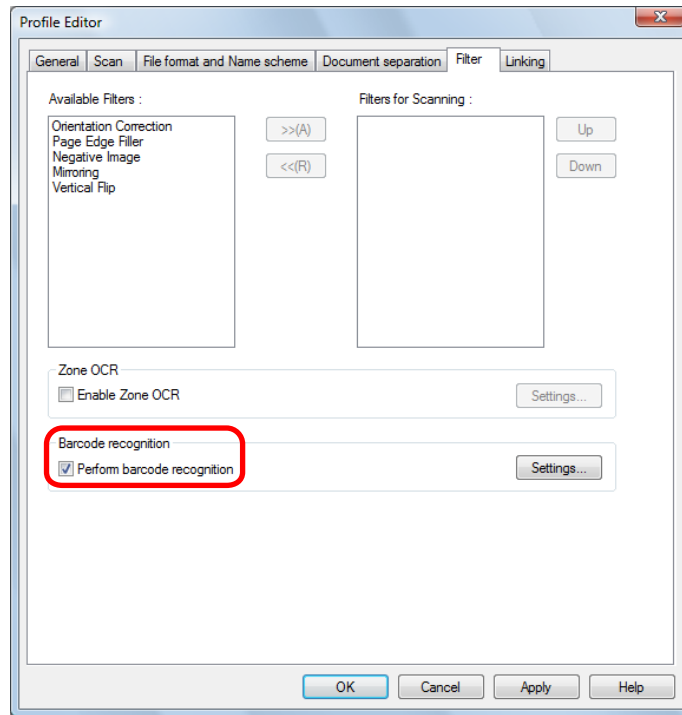 Profile Editor
General Scan File format and Name scheme Document separation Filter Linking
Available Filters :
Filters for Scanning :
Orientation Correction
Page Edge Filler
Negative Image
Mirroring
Vertical Flip
>>(A)
<<(R)
Up
Down
Zone OCR
Enable Zone OCR
Settings...
Barcode recognition
Perform barcode recognition
Settings...
OK Cancel Apply Help